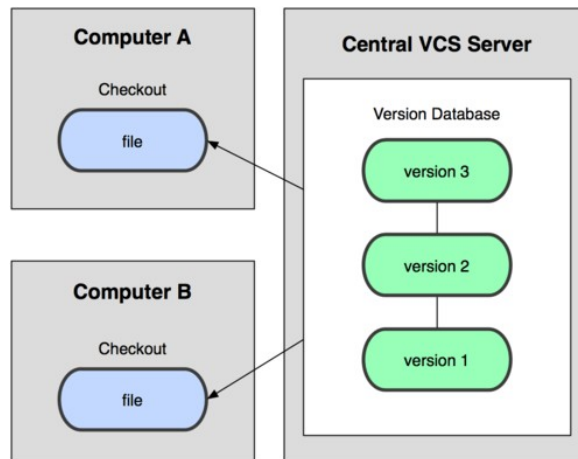 Computer A
Checkout
file
Computer B
Checkout
file
Central VCS Server
Version Database
version 3
version 2
version 1